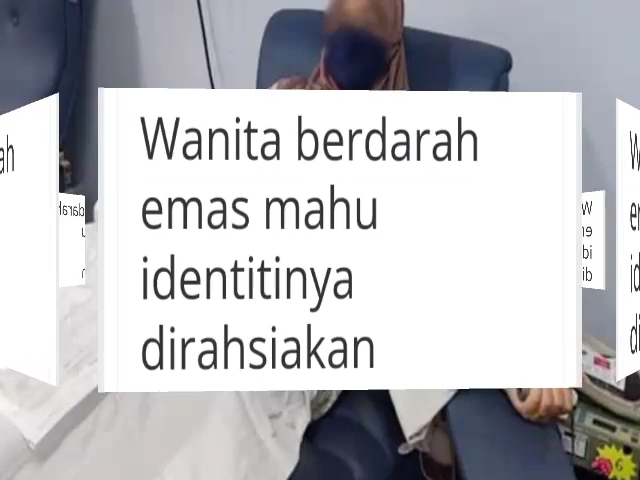 Wanita berdarah
emas mahu
identitinya
dirahsiakan